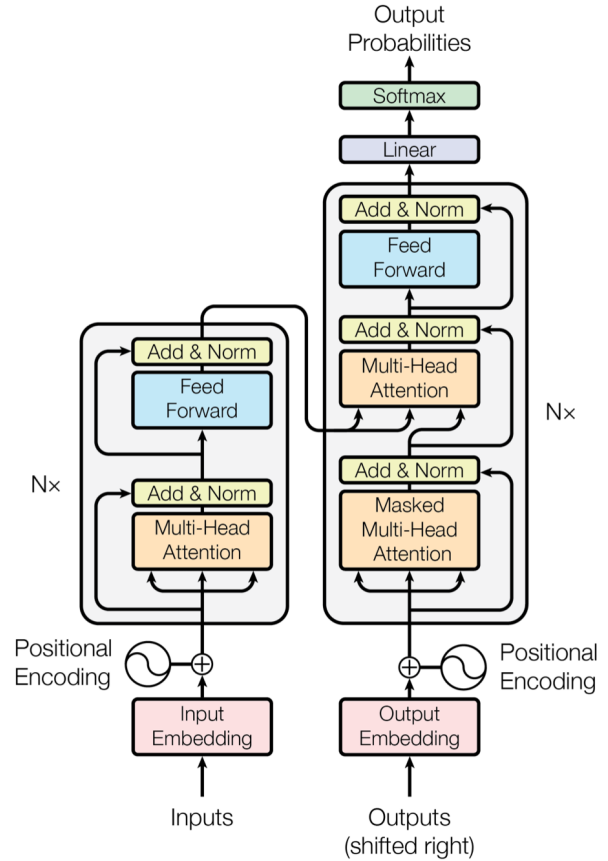 Output
Probabilities
Softmax
Linear
Add & Norm
Feed
Forward
Add & Norm
Multi-Head
Attention
Add & Norm
Masked
Multi-Head
Attention
N×
Positional
Encoding
Output
Embedding
Outputs
(shifted right)
Add & Norm
Feed
Forward
Add & Norm
Multi-Head
Attention
N×
Positional
Encoding
Input
Embedding
Inputs